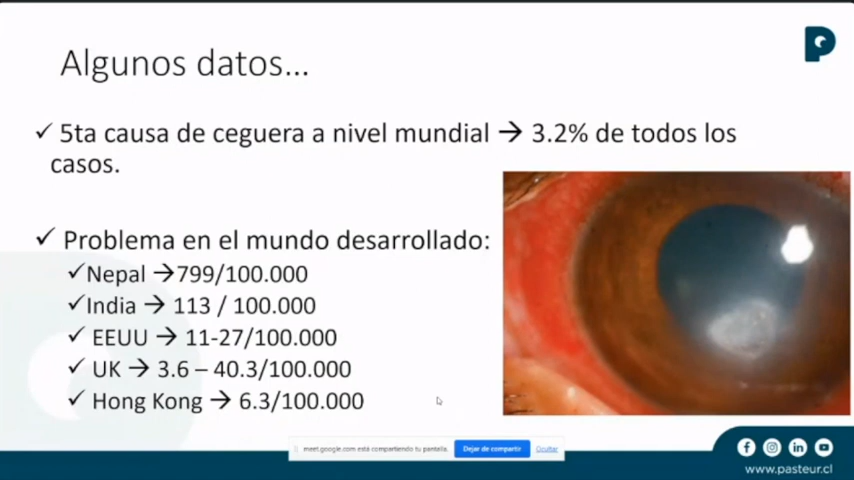 Algunos datos...
✓ 5ta causa de ceguera a nivel mundial → 3.2% de todos los
casos.
✓ Problema en el mundo desarrollado:
✓Nepal →799/100.000
✓India → 113 / 100.000
✓ EEUU → 11-27/100.000
✓ UK → 3.6 – 40.3/100.000
✓ Hong Kong → 6.3/100.000
meet.google.com está compartiendo tu pantalla. Dejar de compartir Ocultar
www.pasteur.cl